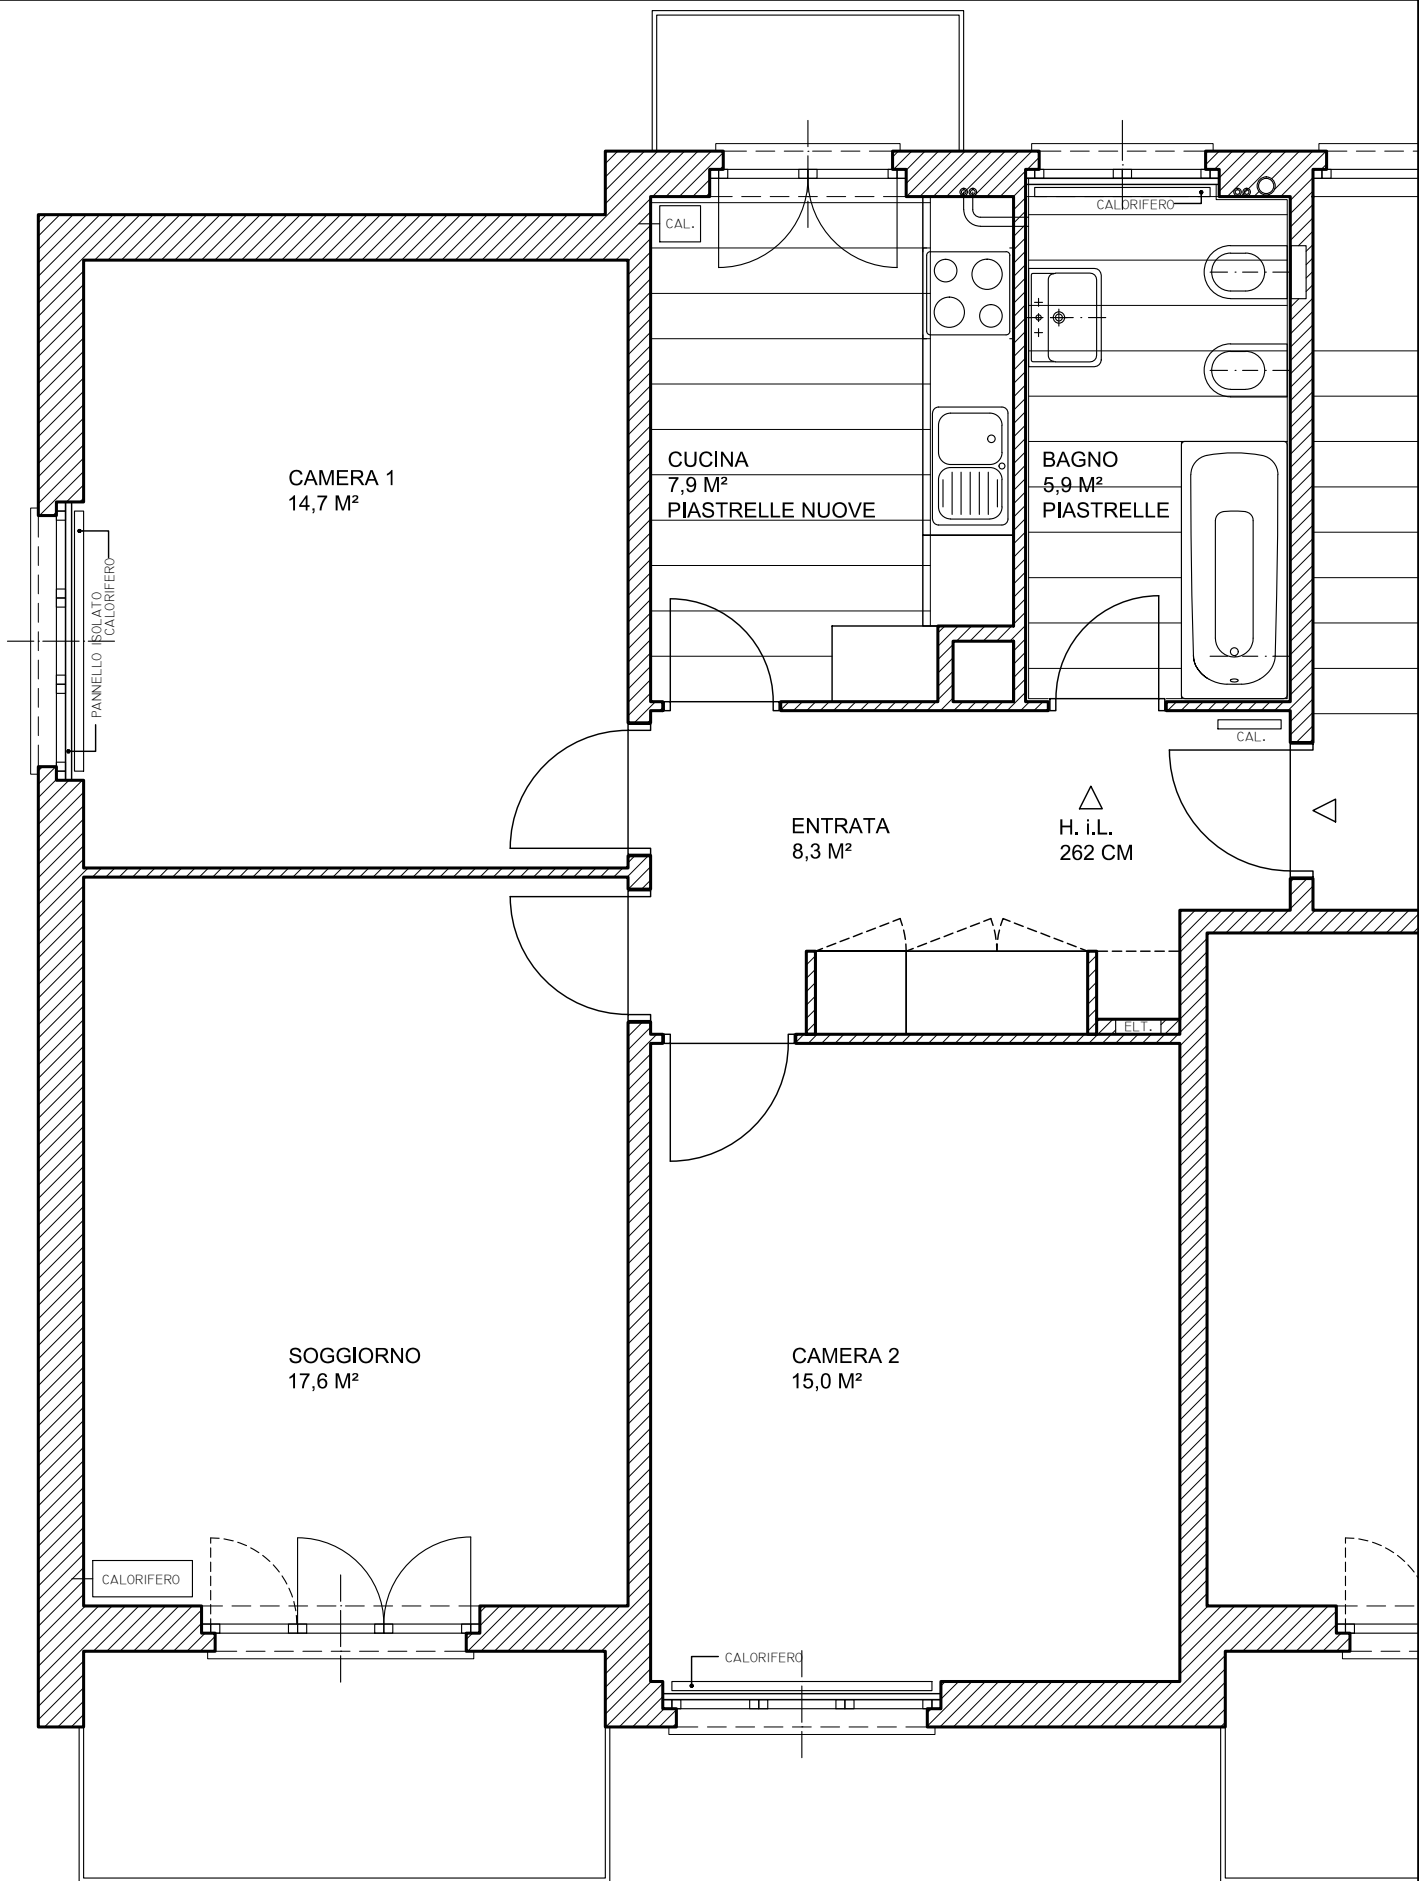 CAL.
CALORIFERO
CAMERA 1
14,7 M²
CUCINA
7,9 M²
PIASTRELLE NUOVE
BAGNO
5,9 M²
PIASTRELLE
PANNELLO ISOLATO
CALORIFERO
CAL.
ENTRATA
8,3 M²
H. i.L.
262 CM
ELT.
SOGGIORNO
17,6 M²
CAMERA 2
15,0 M²
CALORIFERO
CALORIFERO